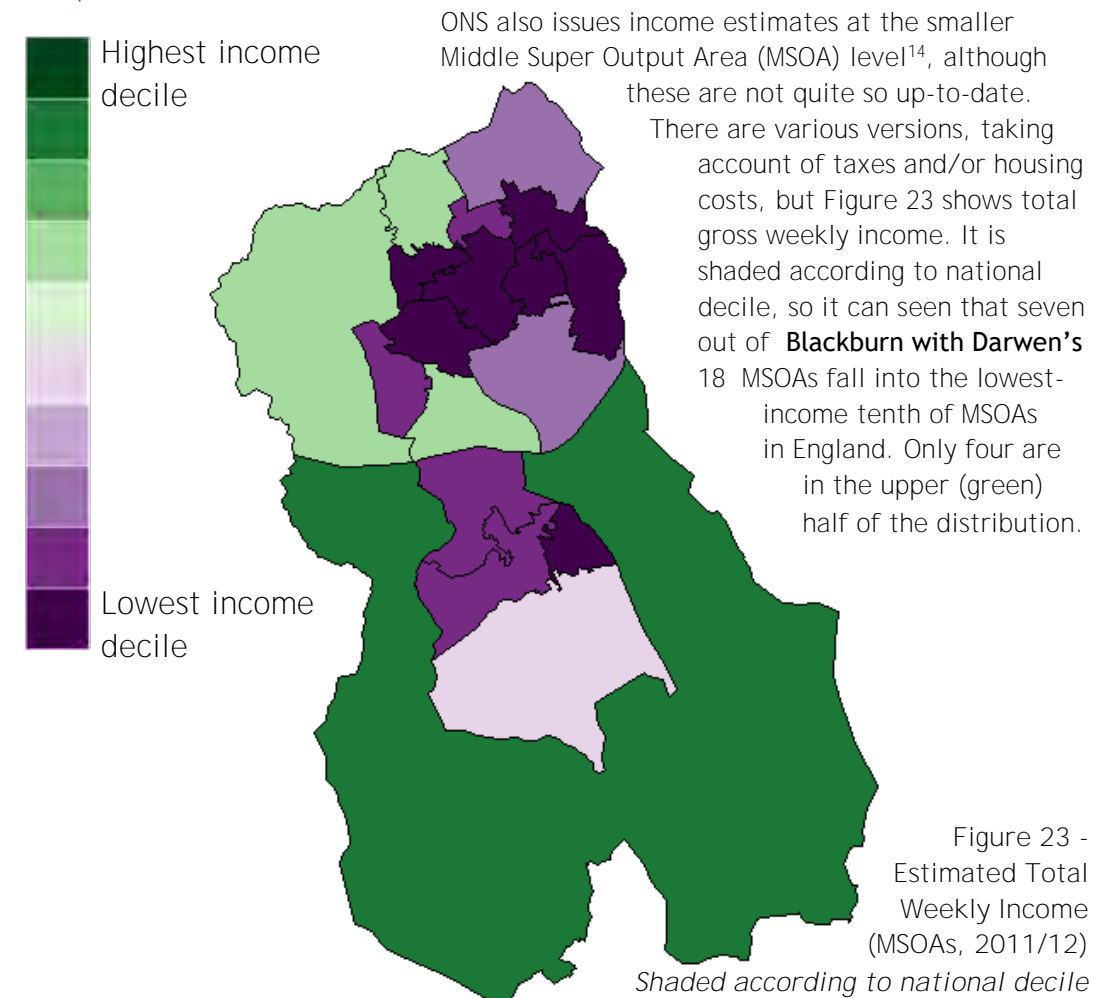 Highest income
decile
Lowest income
decile
ONS also issues income estimates at the smaller
Middle Super Output Area (MSOA) level14, although
these are not quite so up-to-date.
There are various versions, taking
account of taxes and/or housing
costs, but Figure 23 shows total
gross weekly income. It is
shaded according to national
decile, so it can seen that seven
out of Blackburn with Darwen’s
18 MSOAs fall into the lowest-
income tenth of MSOAs
in England. Only four are
in the upper (green)
half of the distribution.
Figure 23 -
Estimated Total
Weekly Income
(MSOAs, 2011/12)
Shaded according to national decile